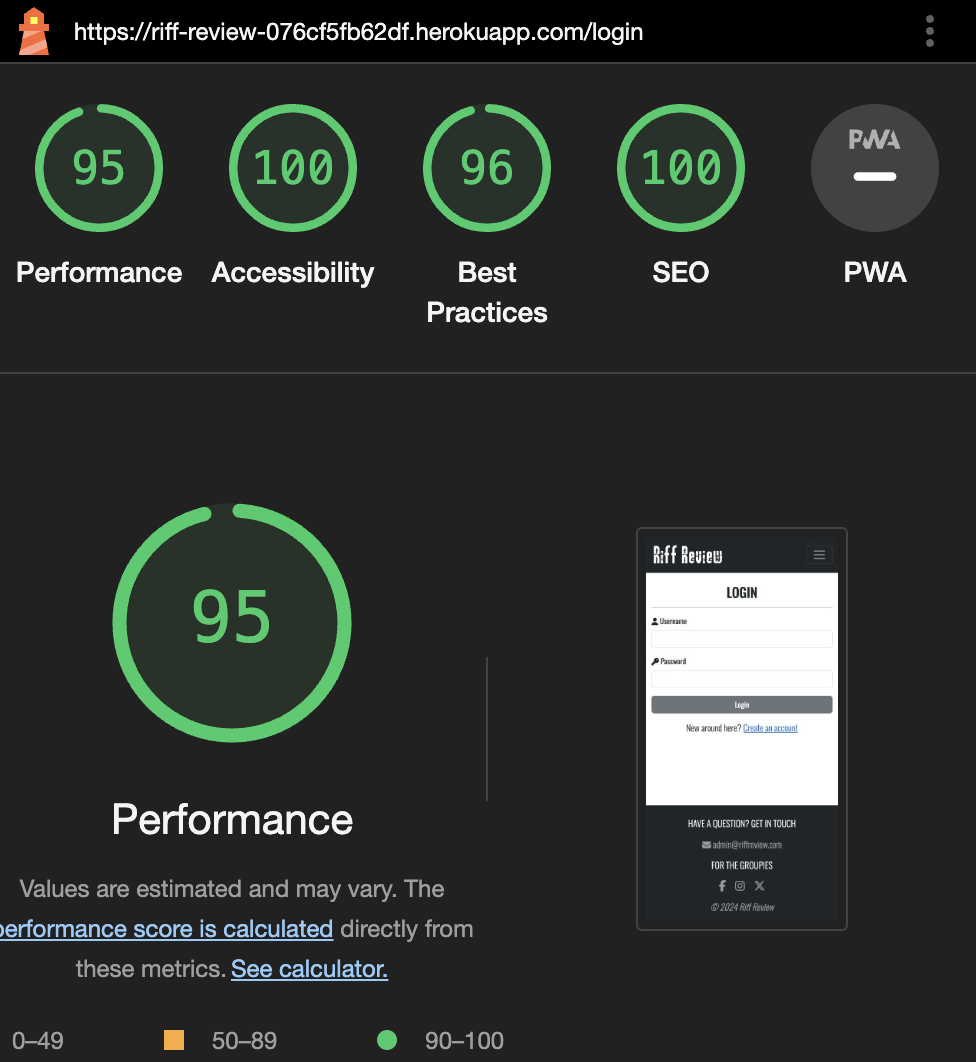 https://riff-review-076cf5fb62df.herokuapp.com/login
95
100
96
100
PWA
Performance
Accessibility
Best
Practices
SEO
PWA
95
Performance
Values are estimated and may vary. The
performance score is calculated directly from
these metrics. See calculator.
0–49
50–89
90–100
Riff Review
LOGIN
Username
Password
Login
New around here? Create an account
HAVE A QUESTION? GET IN TOUCH
admin@riffreview.com
FOR THE GROUPIES
© 2024 Riff Review